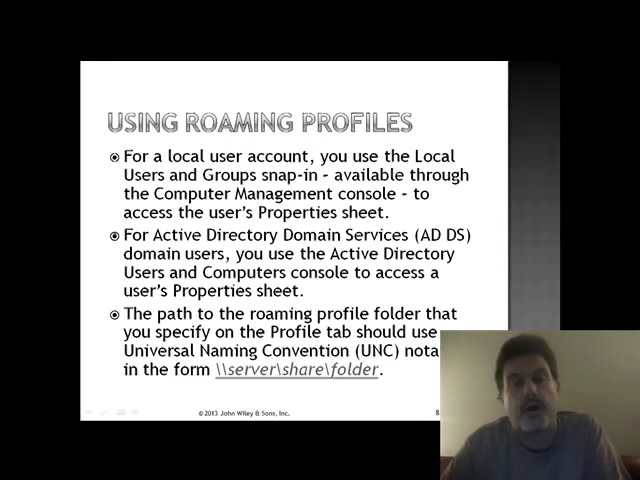 USING ROAMING PROFILES
For a local user account, you use the Local
Users and Groups snap-in - available through
the Computer Management console - to
access the user's Properties sheet.
For Active Directory Domain Services (AD DS)
domain users, you use the Active Directory
Users and Computers console to access a
user's Properties sheet.
The path to the roaming profile folder that
you specify on the Profile tab should use
Universal Naming Convention (UNC) nota
in the form \\server\share\folder.
©2013 John Wiley & Sons, Inc.
8